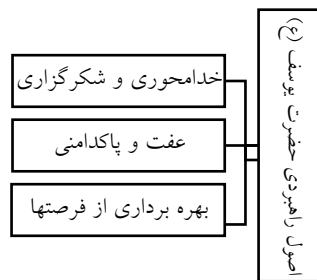 اصول راهبردی حضرت یوسف (ع)
خدامحوری و شکرگزاری
عفت و پاکدامنی
بهره برداری از فرصتها